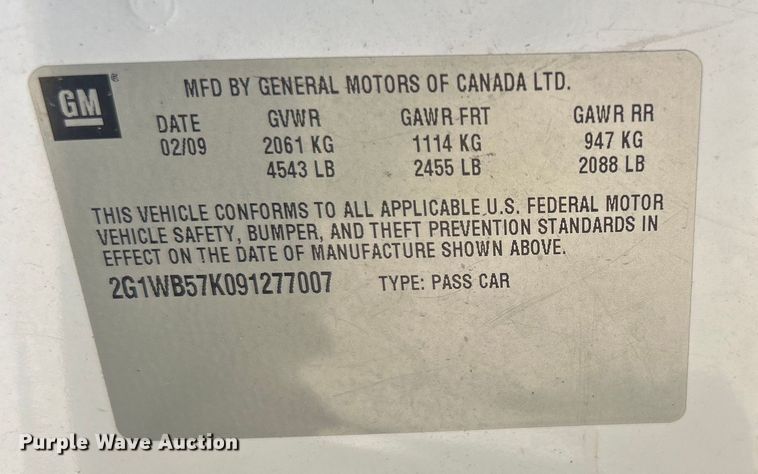 GM® MFD BY GENERAL MOTORS OF CANADA LTD.
DATE GVWR GAWR FRT GAWR RR
02/09 2061 KG 1114 KG 947 KG
4543 LB 2455 LB 2088 LB
THIS VEHICLE CONFORMS TO ALL APPLICABLE U.S. FEDERAL MOTOR
VEHICLE SAFETY, BUMPER, AND THEFT PREVENTION STANDARDS IN
EFFECT ON THE DATE OF MANUFACTURE SHOWN ABOVE.
2G1WB57K091277007 TYPE: PASS CAR
Purple Wave Auction